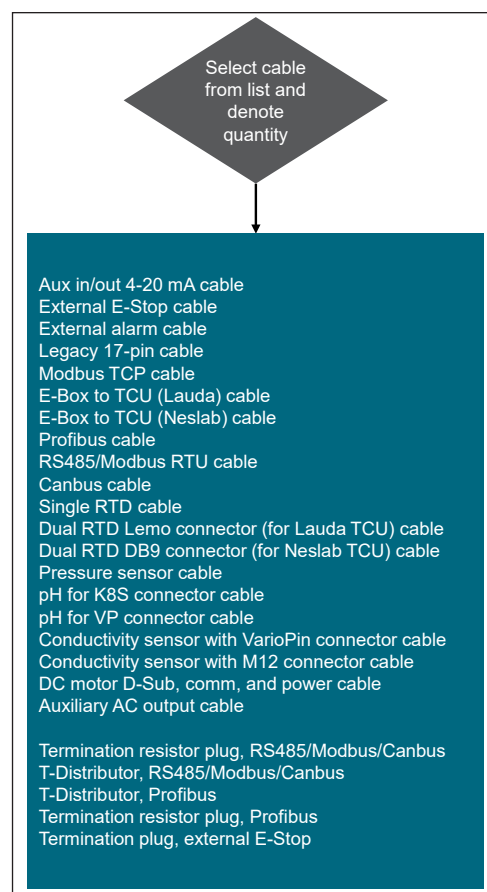 Select cable
from list and
denote
quantity
Aux in/out 4-20 mA cable
External E-Stop cable
External alarm cable
Legacy 17-pin cable
Modbus TCP cable
E-Box to TCU (Lauda) cable
E-Box to TCU (Neslab) cable
Profibus cable
RS485/Modbus RTU cable
Canbus cable
Single RTD cable
Dual RTD Lemo connector (for Lauda TCU) cable
Dual RTD DB9 connector (for Neslab TCU) cable
Pressure sensor cable
pH for K8S connector cable
pH for VP connector cable
Conductivity sensor with VarioPin connector cable
Conductivity sensor with M12 connector cable
DC motor D-Sub, comm, and power cable
Auxiliary AC output cable
Termination resistor plug, RS485/Modbus/Canbus
T-Distributor, RS485/Modbus/Canbus
T-Distributor, Profibus
Termination resistor plug, Profibus
Termination plug, external E-Stop